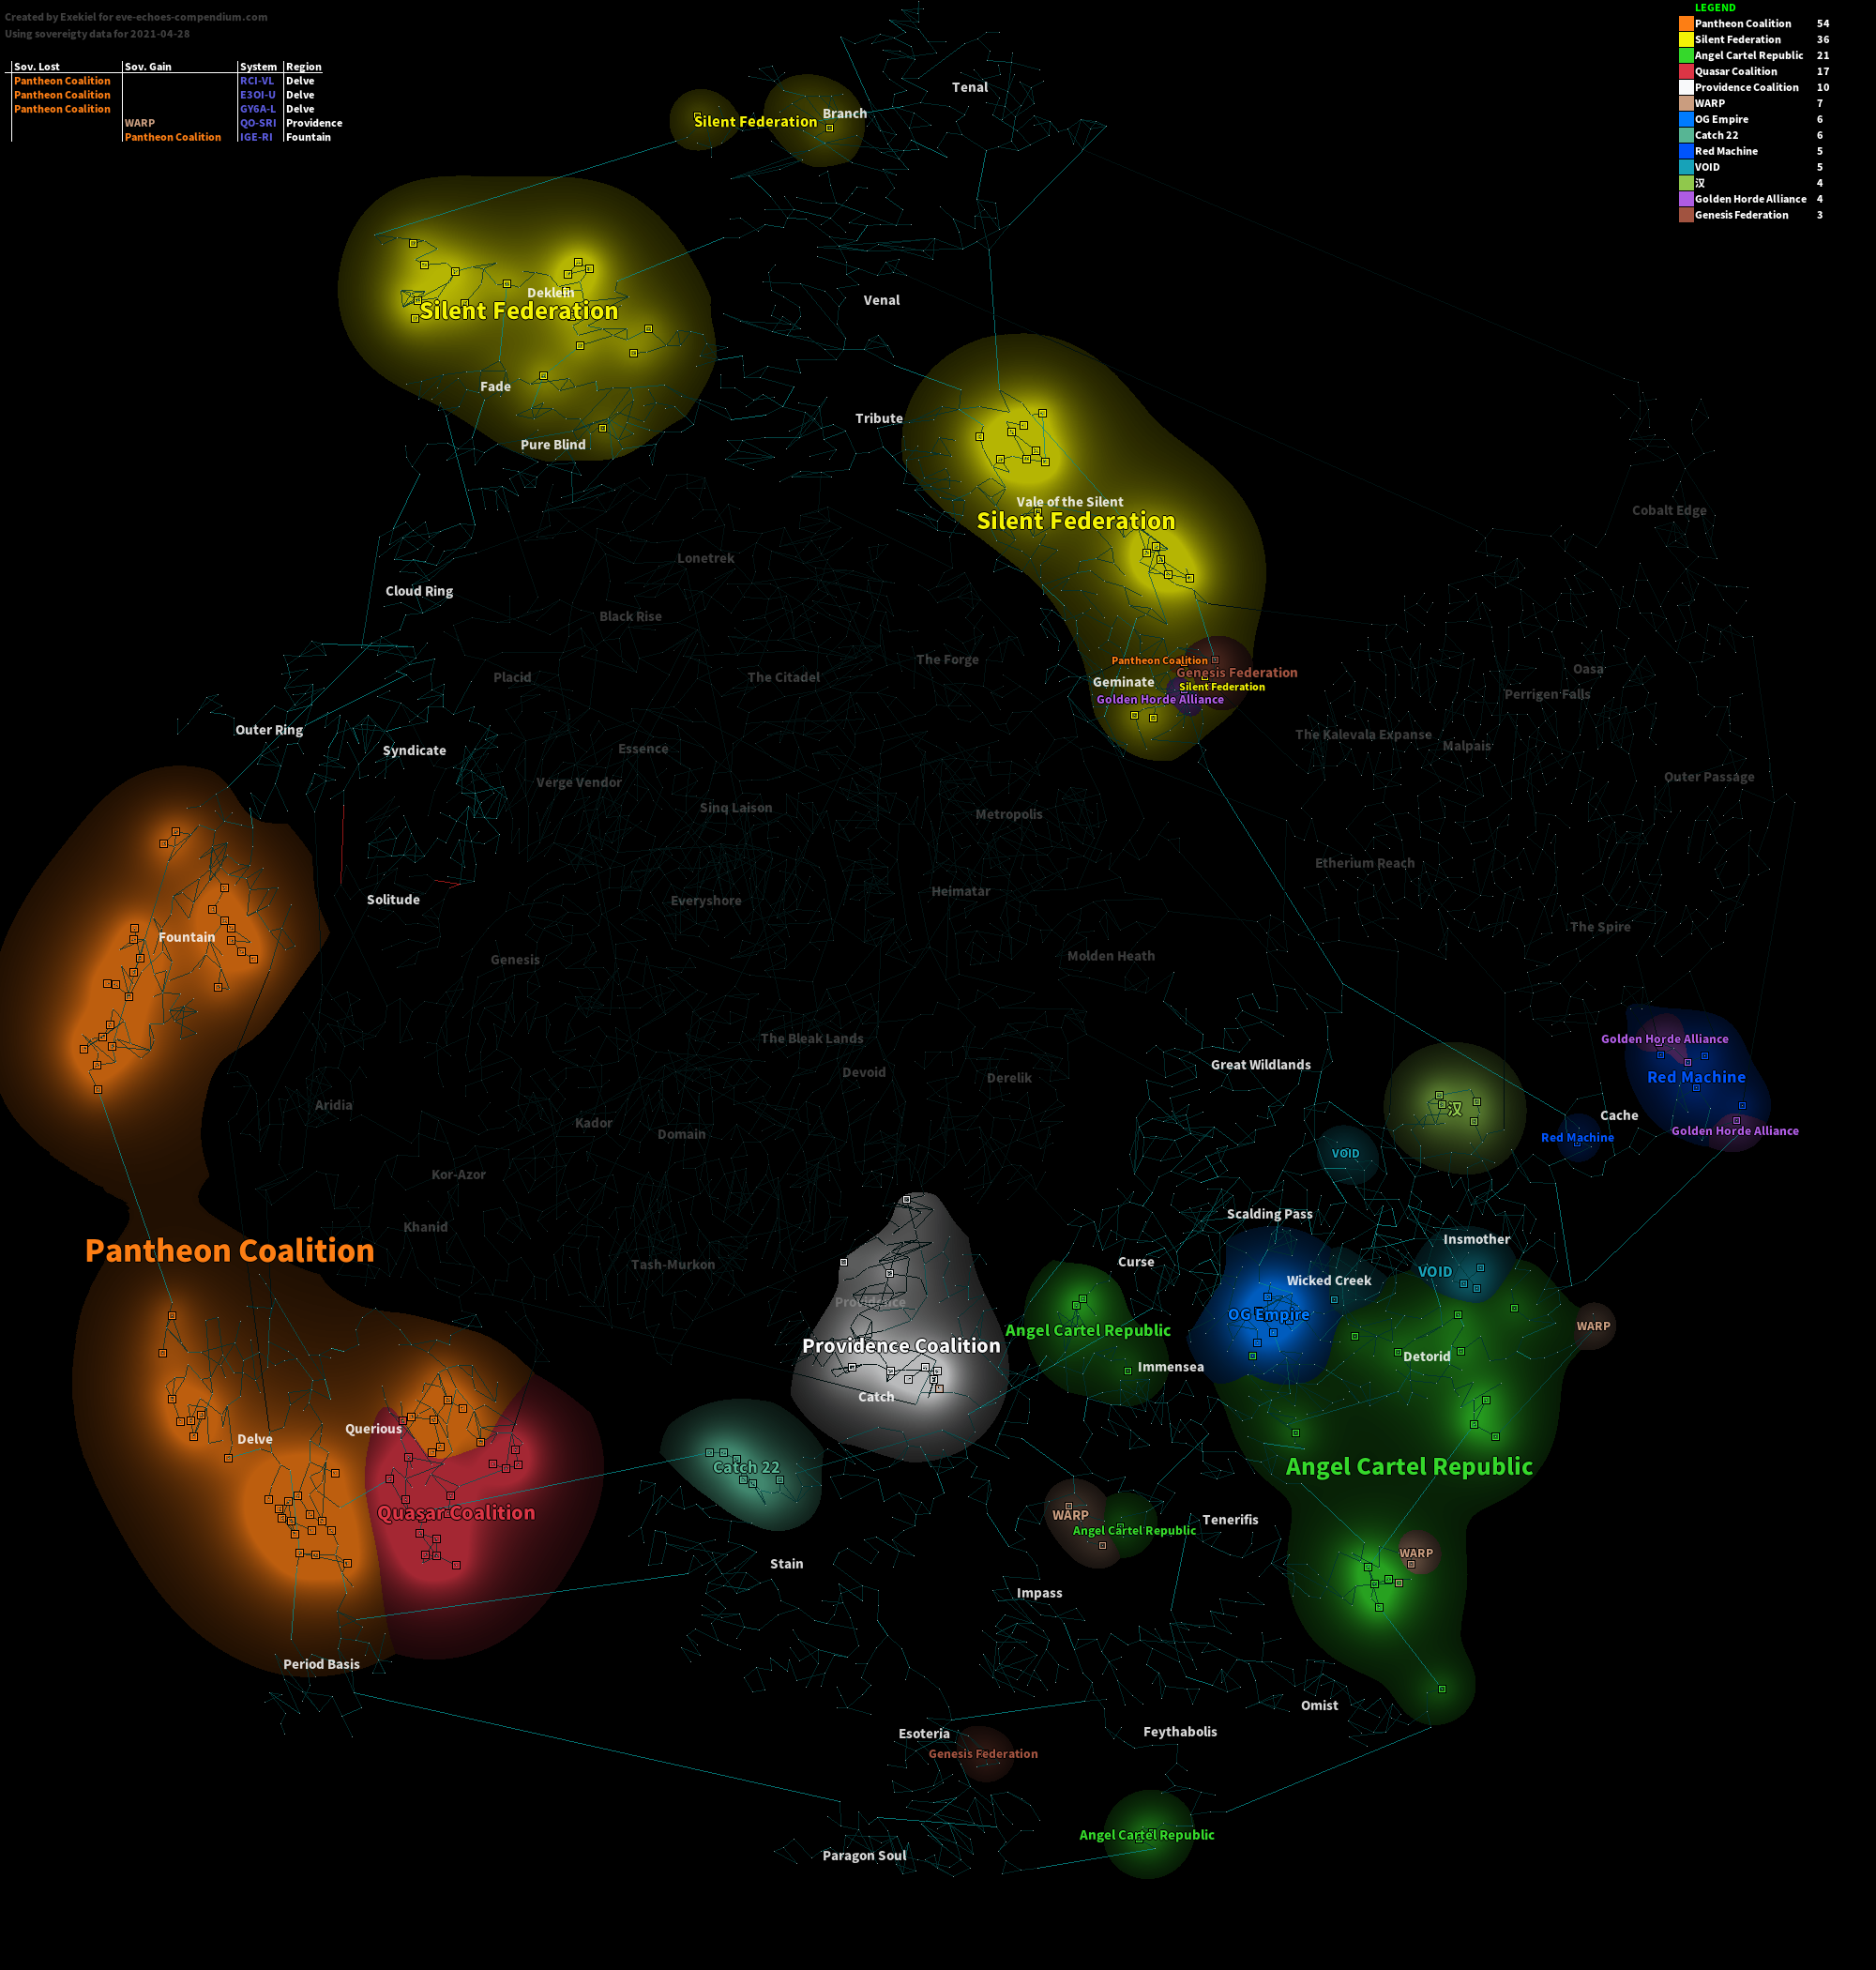 Created by Exekiel for eve-echoes-compendium.com
Using sovereigty data for 2021-04-28
Sov. Lost Sov. Gain System Region
Pantheon Coalition RCI-VL Delve
Pantheon Coalition E3OI-U Delve
Pantheon Coalition GY6A-L Delve
WARP QO-SRI Providence
Pantheon Coalition IGE-RI Fountain
LEGEND
Pantheon Coalition 54
Silent Federation 36
Angel Cartel Republic 21
Quasar Coalition 17
Providence Coalition 10
WARP 7
OG Empire 6
Catch 22 6
Red Machine 5
VOID 5
汉 4
Golden Horde Alliance 4
Genesis Federation 3
Tenal
Branch
Silent Federation
Deklein
Silent Federation
Venal
Fade
Tribute
Pure Blind
Vale of the Silent
Silent Federation
Cobalt Edge
Lonetrek
Cloud Ring
Black Rise
The Forge
Pantheon Coalition
Genesis Federation
Geminate
Silent Federation
Golden Horde Alliance
Oasa
Perrigen Falls
Placid
The Citadel
Outer Ring
Syndicate
Essence
The Kalevala Expanse
Malpais
Outer Passage
Verge Vendor
Sinq Laison
Metropolis
Etherium Reach
Solitude
Everyshore
Heimatar
Fountain
The Spire
Genesis
Molden Heath
The Bleak Lands
Golden Horde Alliance
Great Wildlands
Devoid
Derelik
Red Machine
Aridia
汉
Cache
Kador
Domain
Red Machine
Golden Horde Alliance
VOID
Kor-Azor
Khanid
Scalding Pass
Insmother
Pantheon Coalition
Tash-Murkon
Curse
VOID
Wicked Creek
Providence
OG Empire
WARP
Angel Cartel Republic
Providence Coalition
Detorid
Immensea
Catch
Querious
Delve
Catch 22
Angel Cartel Republic
Quasar Coalition
WARP
Tenerifis
Angel Cartel Republic
WARP
Stain
Impass
Period Basis
Omist
Esoteria
Feythabolis
Genesis Federation
Angel Cartel Republic
Paragon Soul